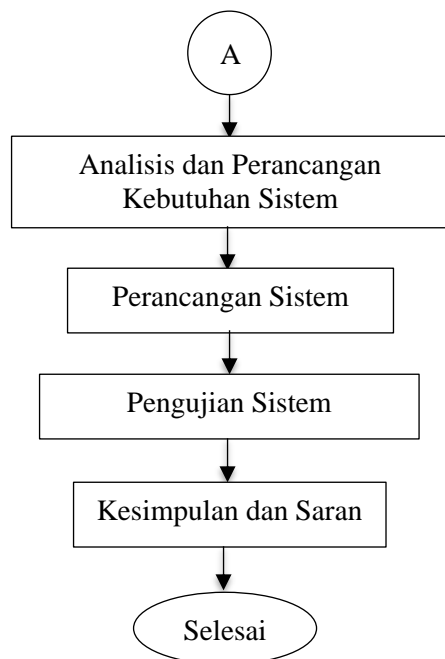 A
Analisis dan Perancangan
Kebutuhan Sistem
Perancangan Sistem
Pengujian Sistem
Kesimpulan dan Saran
Selesai